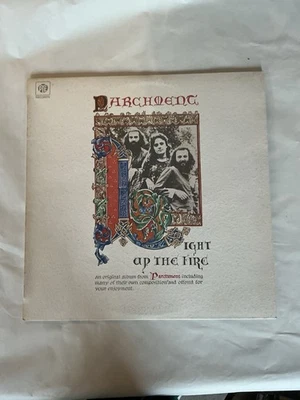 PARCHMENT
LIGHT
UP THE FIRE
An original album from Parchment including
many of their own compositions and offered for
your enjoyment.